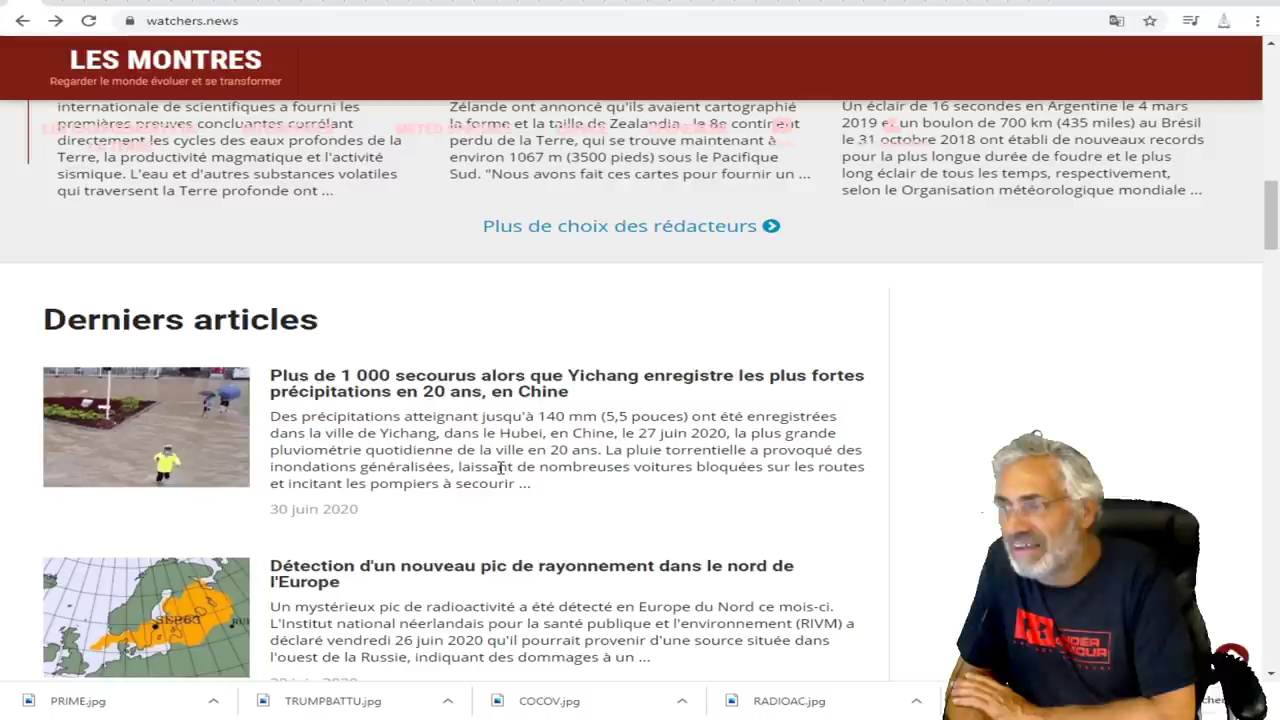 watchers.news
LES MONTRES
Regarder le monde évoluer et se transformer
internationale de scientifiques a fourni les
premières preuves concluantes corrélant
directement les cycles des eaux profondes de la
Terre, la productivité magmatique et l'activité
sismique. L'eau et d'autres substances volatiles
qui traversent la Terre profonde ont ...
Zélande ont annoncé qu'ils avaient cartographié
la forme et la taille de Zealandia - le 8e continent
perdu de la Terre, qui se trouve maintenant à
environ 1067 m (3500 pieds) sous le Pacifique
Sud. "Nous avons fait ces cartes pour fournir un ...
Un éclair de 16 secondes en Argentine le 4 mars
2019 et un boulon de 700 km (435 miles) au Brésil
le 31 octobre 2018 ont établi de nouveaux records
pour la plus longue durée de foudre et le plus
long éclair de tous les temps, respectivement,
selon le Organisation météorologique mondiale ...
Plus de choix des rédacteurs
Derniers articles
Plus de 1 000 secourus alors que Yichang enregistre les plus fortes
précipitations en 20 ans, en Chine
Des précipitations atteignant jusqu'à 140 mm (5,5 pouces) ont été enregistrées
dans la ville de Yichang, dans le Hubei, en Chine, le 27 juin 2020, la plus grande
pluviométrie quotidienne de la ville en 20 ans. La pluie torrentielle a provoqué des
inondations généralisées, laissant de nombreuses voitures bloquées sur les routes
et incitant les pompiers à secourir ...
30 juin 2020
Détection d'un nouveau pic de rayonnement dans le nord de
l'Europe
Un mystérieux pic de radioactivité a été détecté en Europe du Nord ce mois-ci.
L'Institut national néerlandais pour la santé publique et l'environnement (RIVM) a
déclaré vendredi 26 juin 2020 qu'il pourrait provenir d'une source située dans
l'ouest de la Russie, indiquant des dommages à un ...
SEP63
PRIME.jpg
TRUMPBATTU.jpg
COCOV.jpg
RADIOAC.jpg